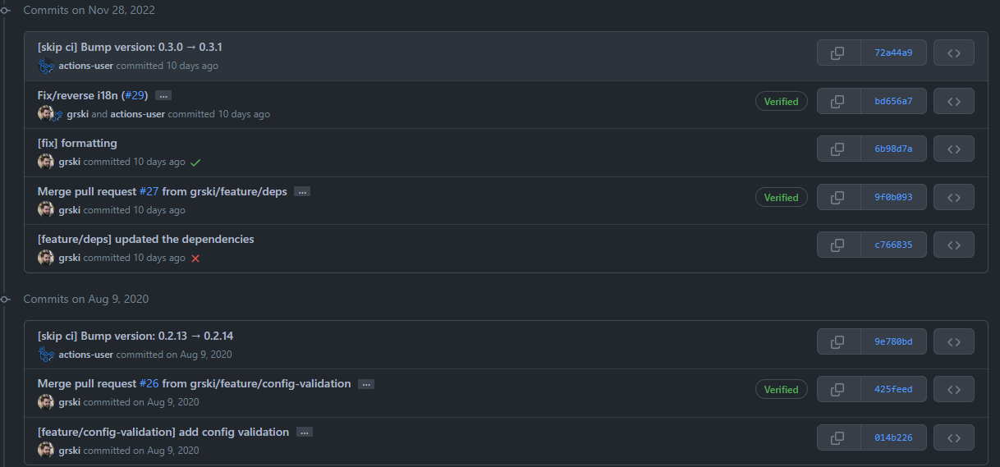 Commits on Nov 28, 2022
[skip ci] Bump version: 0.3.0 → 0.3.1
actions-user committed 10 days ago
72a44a9
Fix/reverse i18n (#29) ...
grski and actions-user committed 10 days ago
Verified
bd656a7
[fix] formatting
grski committed 10 days ago
6b98d7a
Merge pull request #27 from grski/feature/deps ...
grski committed 10 days ago
Verified
9f0b093
[feature/deps] updated the dependencies
grski committed 10 days ago
c766835
Commits on Aug 9, 2020
[skip ci] Bump version: 0.2.13 → 0.2.14
actions-user committed on Aug 9, 2020
9e780bd
Merge pull request #26 from grski/feature/config-validation ...
grski committed on Aug 9, 2020
Verified
425feed
[feature/config-validation] add config validation ...
grski committed on Aug 9, 2020
014b226